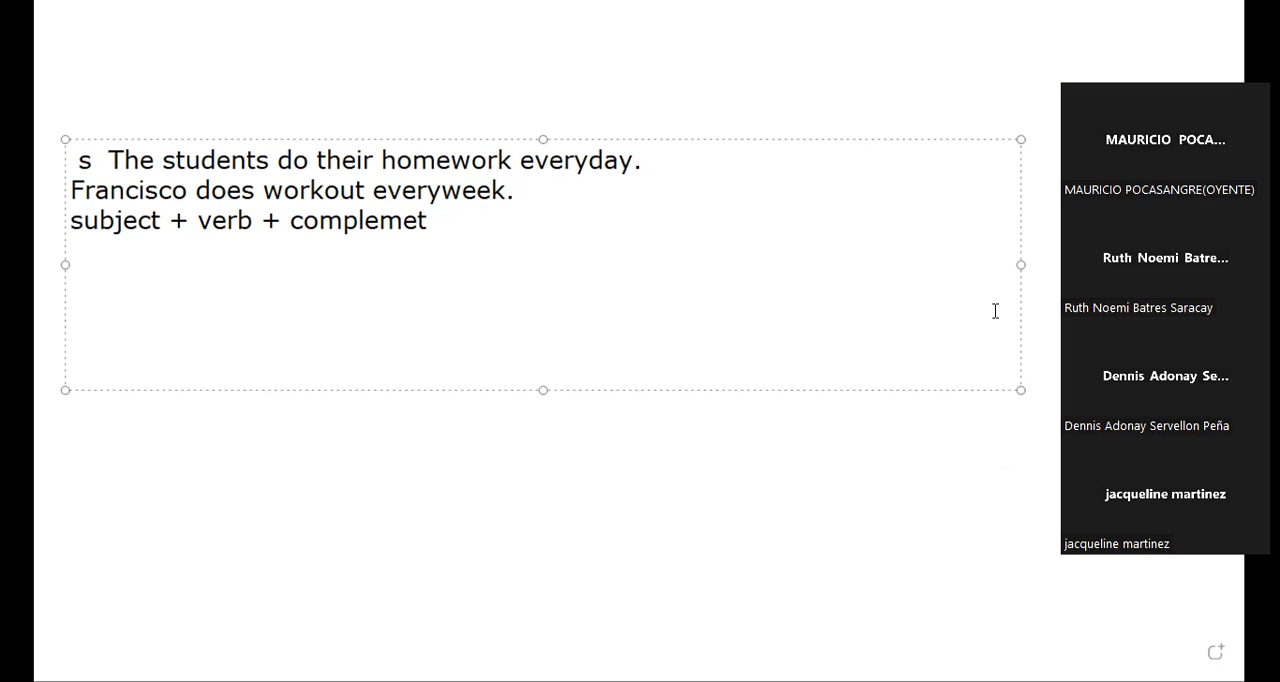 s The students do their homework everyday.
Francisco does workout everyweek.
subject + verb + complemet
MAURICIO POCA...
MAURICIO POCASANGRE(OYENTE)
Ruth Noemi Batre...
Ruth Noemi Batres Saracay
Dennis Adonay Se...
Dennis Adonay Servellon Peña
jacqueline martinez
jacqueline martinez